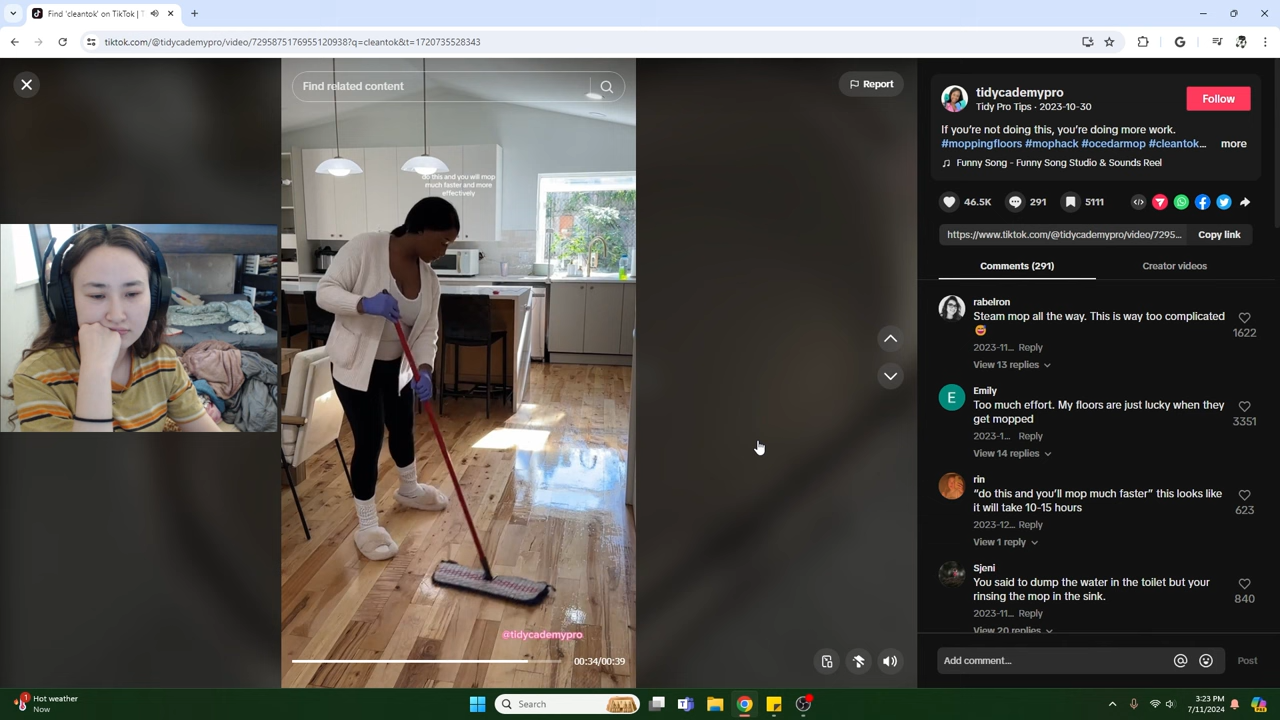 Find 'cleantok' on TikTok | T
tiktok.com/@tidycademypro/video/7295875176955120938?q=cleantok&t=1720735528343
Find related content
Report
do this and you will mop
much faster and more
effectively
@tidycademypro
00:34/00:39
tidycademypro
Tidy Pro Tips · 2023-10-30
Follow
If you're not doing this, you're doing more work.
#moppingfloors #mophack #ocedarmop #cleantok... more
Funny Song - Funny Song Studio & Sounds Reel
46.5K
291
5111
https://www.tiktok.com/@tidycademypro/video/7295...
Copy link
Comments (291)
Creator videos
rabelron
Steam mop all the way. This is way too complicated
😅
1622
2023-11... Reply
View 13 replies
E
Emily
Too much effort. My floors are just lucky when they
get mopped
3351
2023-1... Reply
View 14 replies
rin
“do this and you'll mop much faster” this looks like
it will take 10-15 hours
623
2023-12... Reply
View 1 reply
Sjeni
You said to dump the water in the toilet but your
rinsing the mop in the sink.
840
2023-11... Reply
View 20 replies
Add comment...
Post
1
Hot weather
Now
Search
3:23 PM
7/11/2024